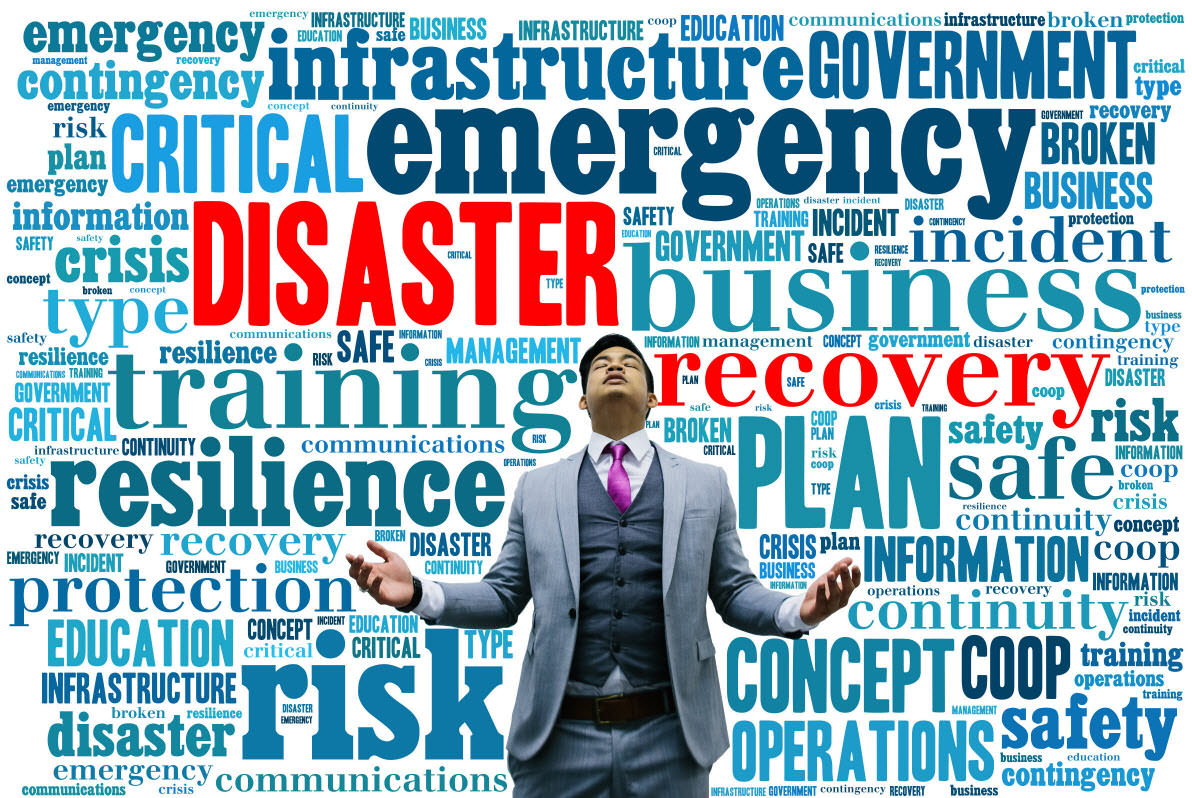 emergency INFRASTRUCTURE BUSINESS INFRASTRUCTURE coop EDUCATION communications infrastructure broken protection
emergency EDUCATION safe infrastructure GOVERNMENT
management recovery critical
contingency type
emergency concept continuity GOVERNMENT recovery
risk CRITICAL emergency CRITICAL BROKEN
plan
emergency BUSINESS
information DISASTER SAFETY OPERATIONS disaster incident DISASTER
SAFETY safety EDUCATION TRAINING INCIDENT CONTINGENCY protection
crisis CRITICAL GOVERNMENT SAFE RESILIENCE incident
concept TYPE business RECOVERY
broken concept protection
type business
safety communications SAFE INFORMATION INFORMATION management CONCEPT government disaster contingency type
resilience resilience RISK CRISIS MANAGEMENT recovery training
COMMUNICATIONS TRAINING training PLAN SAFE DISASTER
GOVERNMENT coop
CRITICAL safe risk crisis TRAINING risk
infrastructure CONTINUITY communications RISK PLAN BROKEN PLAN COOP PLAN safety
safety resilience OPERATIONS CRITICAL risk coop safe INFORMATION
crisis TYPE coop
safe resilience broken
recovery recovery BROKEN DISASTER continuity crisis concept
EMERGENCY INCIDENT GOVERNMENT BUSINESS CONTINUITY CRISIS plan INFORMATION coop
protection BUSINESS INFORMATION INFORMATION
operations recovery risk
EDUCATION CONCEPT INCIDENT EDUCATION continuity incident
critical CRITICAL TYPE continuity
INFRASTRUCTURE risk CONCEPT COOP training
broken resilience DISASTER operations
disaster EMERGENCY MANAGEMENT training
OPERATIONS safety
emergency business education
communications crisis communications contingency
INFRASTRUCTURE GOVERNMENT contingency RECOVERY business